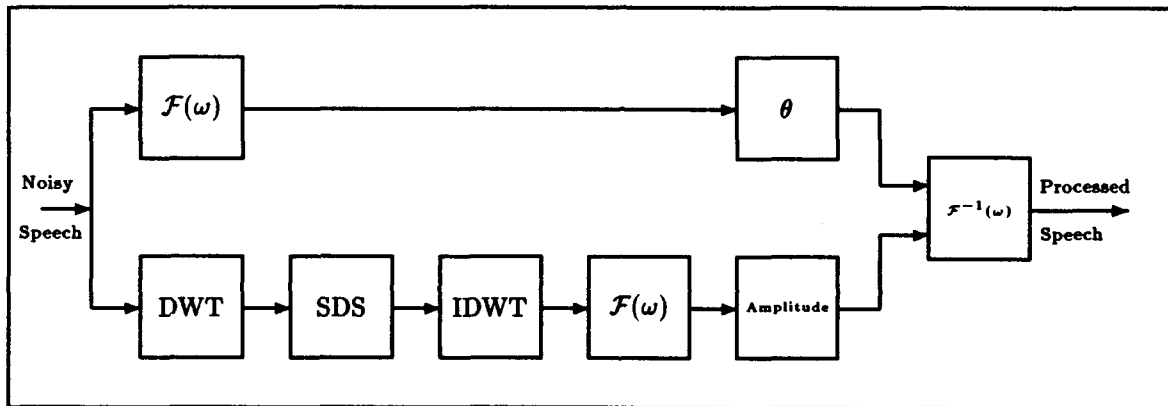 𝓕(ω)
θ
Noisy
Speech
𝓕⁻¹(ω)
Processed
Speech
DWT
SDS
IDWT
𝓕(ω)
Amplitude